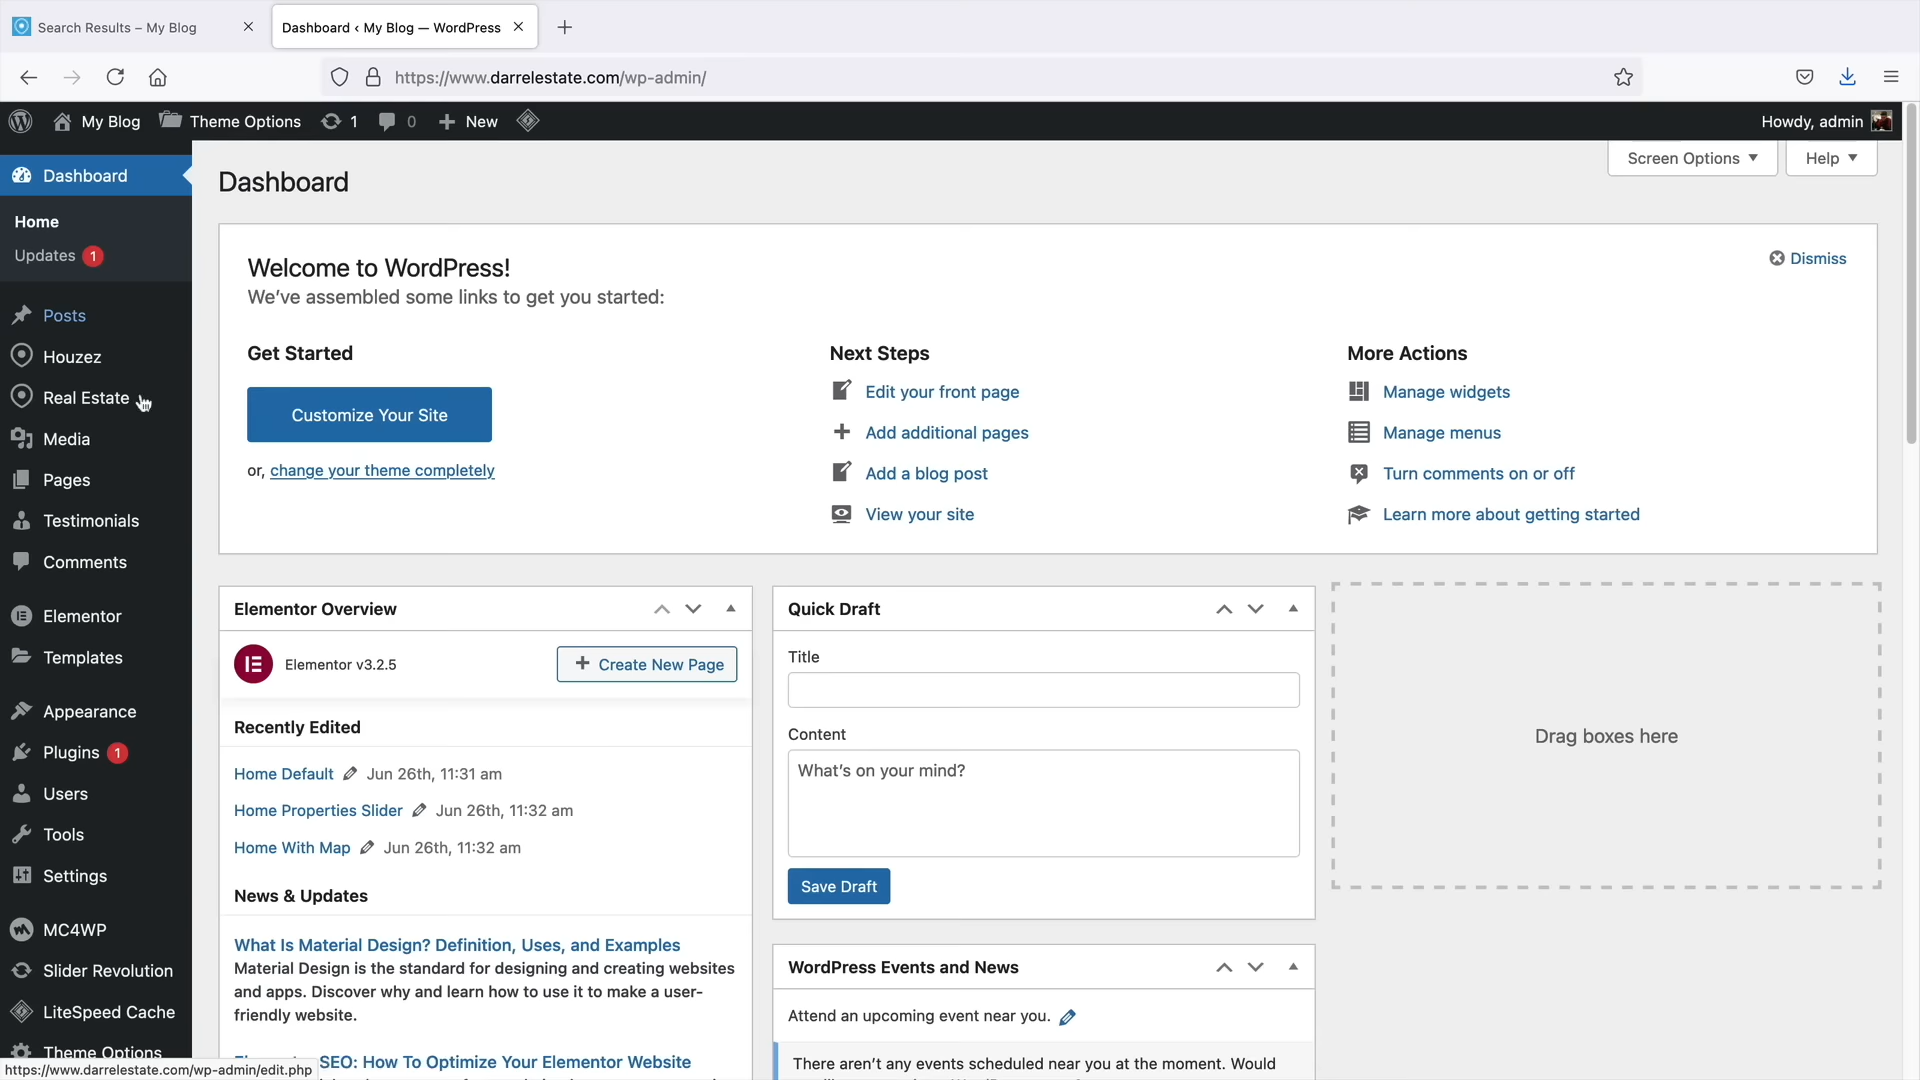 Search Results – My Blog
Dashboard ‹ My Blog — WordPress
https://www.darrelestate.com/wp-admin/
My Blog
Theme Options
1
0
New
Howdy, admin
Dashboard
Home
Updates 1
Posts
Houzez
Real Estate
Media
Pages
Testimonials
Comments
Elementor
Templates
Appearance
Plugins 1
Users
Tools
Settings
MC4WP
Slider Revolution
LiteSpeed Cache
Theme Options
https://www.darrelestate.com/wp-admin/edit.php
Screen Options
Help
Dashboard
Welcome to WordPress!
We've assembled some links to get you started:
Dismiss
Get Started
Customize Your Site
or, change your theme completely
Next Steps
Edit your front page
Add additional pages
Add a blog post
View your site
More Actions
Manage widgets
Manage menus
Turn comments on or off
Learn more about getting started
Elementor Overview
Elementor v3.2.5
Create New Page
Recently Edited
Home Default Jun 26th, 11:31 am
Home Properties Slider Jun 26th, 11:32 am
Home With Map Jun 26th, 11:32 am
News & Updates
What Is Material Design? Definition, Uses, and Examples
Material Design is the standard for designing and creating websites
and apps. Discover why and learn how to use it to make a user-
friendly website.
SEO: How To Optimize Your Elementor Website
Quick Draft
Title
Content
What's on your mind?
Save Draft
WordPress Events and News
Attend an upcoming event near you.
There aren't any events scheduled near you at the moment. Would
Drag boxes here